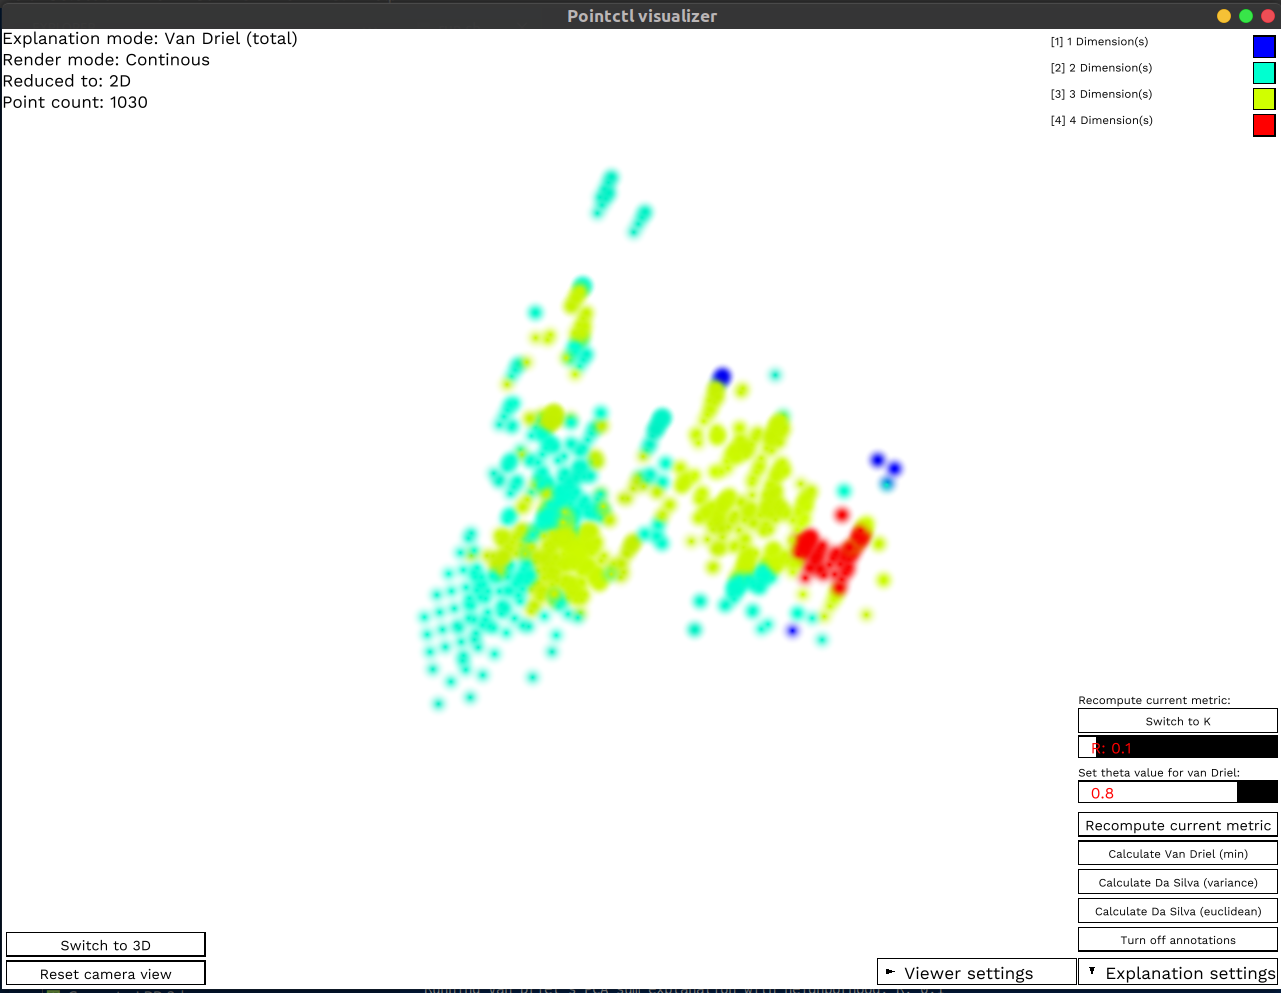 Pointctl visualizer
Explanation mode: Van Driel (total)
Render mode: Continous
Reduced to: 2D
Point count: 1030
[1] 1 Dimension(s)
[2] 2 Dimension(s)
[3] 3 Dimension(s)
[4] 4 Dimension(s)
Recompute current metric:
Switch to K
R: 0.1
Set theta value for van Driel:
0.8
Recompute current metric
Calculate Van Driel (min)
Calculate Da Silva (variance)
Calculate Da Silva (euclidean)
Turn off annotations
Switch to 3D
Reset camera view
Viewer settings
Explanation settings